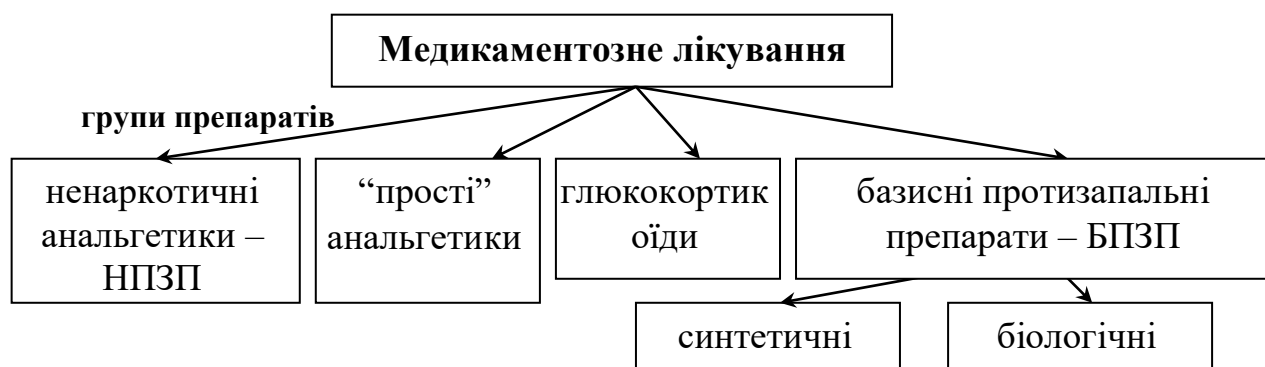 Медикаментозне лікування
групи препаратів
ненаркотичні
анальгетики –
НПЗП
“прості”
анальгетики
глюкокортик
оїди
базисні протизапальні
препарати – БПЗП
синтетичні
біологічні